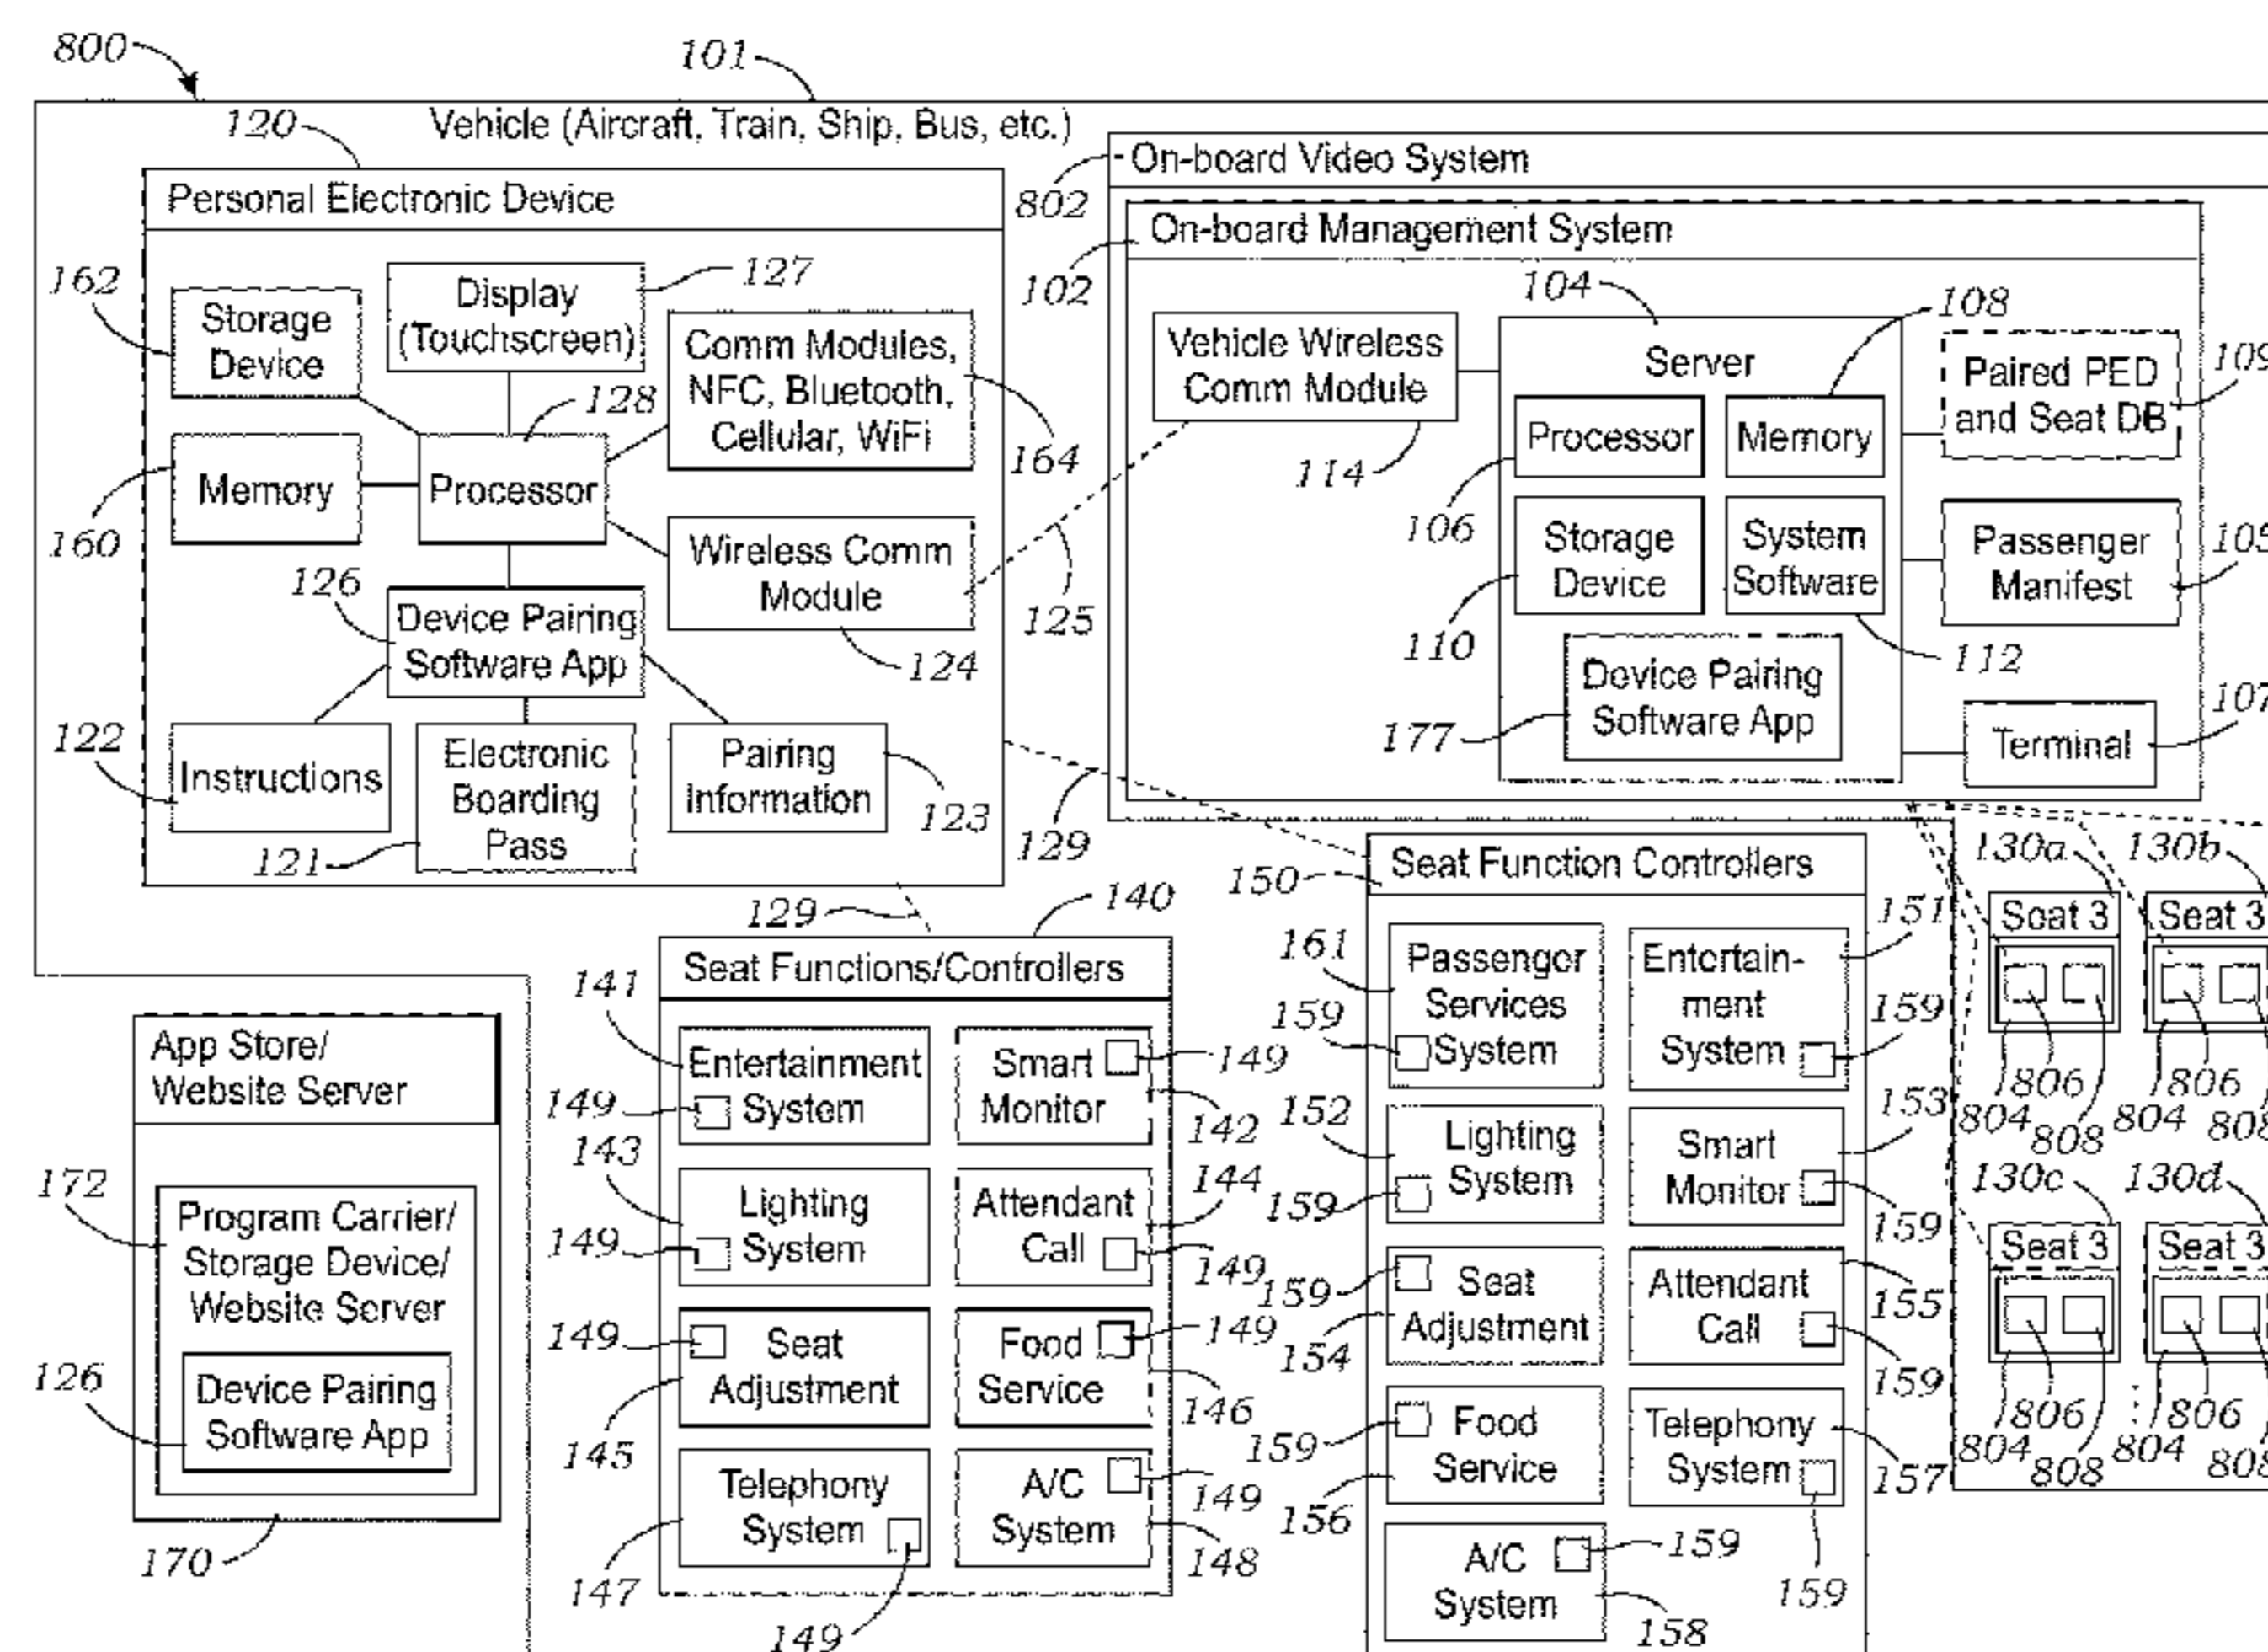 800
101
120
Vehicle (Aircraft, Train, Ship, Bus, etc.)
Personal Electronic Device
162
Storage
Device
Display
(Touchscreen)
127
Comm Modules,
NFC, Bluetooth,
Cellular, WiFi
164
128
160
Memory
Processor
Wireless Comm
Module
124
125
126
Device Pairing
Software App
122
Instructions
Electronic
Boarding
Pass
121
Pairing
Information
123
129
129
802
On-board Video System
102
On-board Management System
Vehicle Wireless
Comm Module
114
104
Server
108
Processor
106
Memory
Storage
Device
110
System
Software
112
Device Pairing
Software App
177
Paired PED
and Seat DB
109
Passenger
Manifest
105
Terminal
107
App Store/
Website Server
172
Program Carrier/
Storage Device/
Website Server
126
Device Pairing
Software App
170
140
Seat Functions/Controllers
141
Entertainment
System
149
Smart
Monitor
149
142
143
Lighting
System
149
Attendant
Call
144
149
149
Seat
Adjustment
145
Food
Service
149
146
Telephony
System
147
149
A/C
System
149
148
150
Seat Function Controllers
161
Passenger
Services
System
159
151
Entertain-
ment
System
159
152
Lighting
System
159
153
Smart
Monitor
159
159
Seat
Adjustment
154
Attendant
Call
155
159
159
Food
Service
156
Telephony
System
157
159
A/C
System
159
158
130a
Seat 3
806
804
808
130b
Seat 3
806
804
808
130c
Seat 3
806
804
808
130d
Seat 3
806
804
808